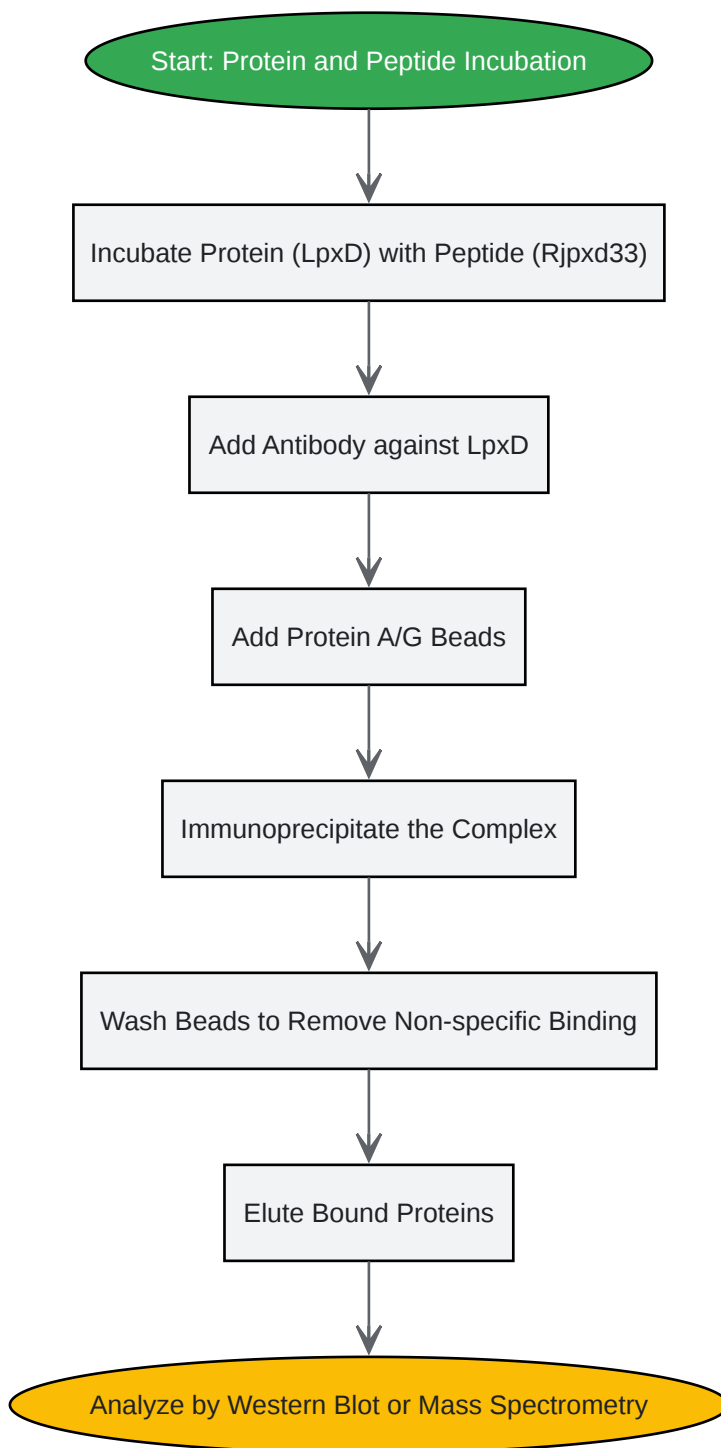 Start: Protein and Peptide Incubation
Incubate Protein (LpxD) with Peptide (Rjpxd33)
Add Antibody against LpxD
Add Protein A/G Beads
Immunoprecipitate the Complex
Wash Beads to Remove Non-specific Binding
Elute Bound Proteins
Analyze by Western Blot or Mass Spectrometry